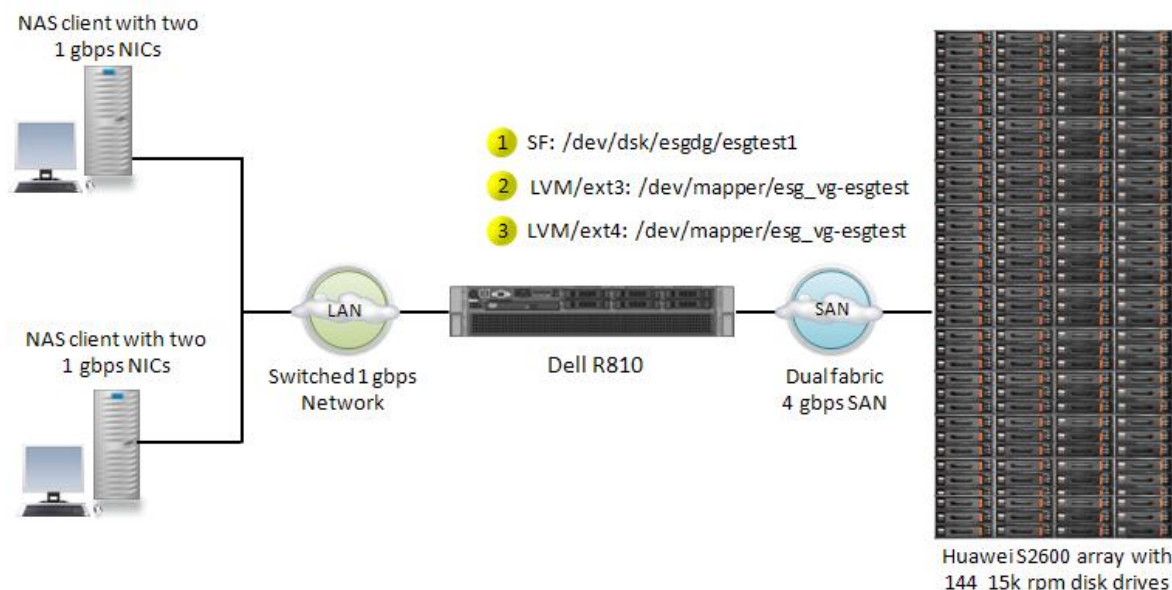 NAS client with two
1 gbps NICs
1 SF: /dev/dsk/esgdg/esgtest1
2 LVM/ext3: /dev/mapper/esg_vg-esgtest
3 LVM/ext4: /dev/mapper/esg_vg-esgtest
LAN
SAN
NAS client with two
1 gbps NICs
Switched 1 gbps
Network
Dell R810
Dual fabric
4 gbps SAN
Huawei S2600 array with
144 15k rpm disk drives